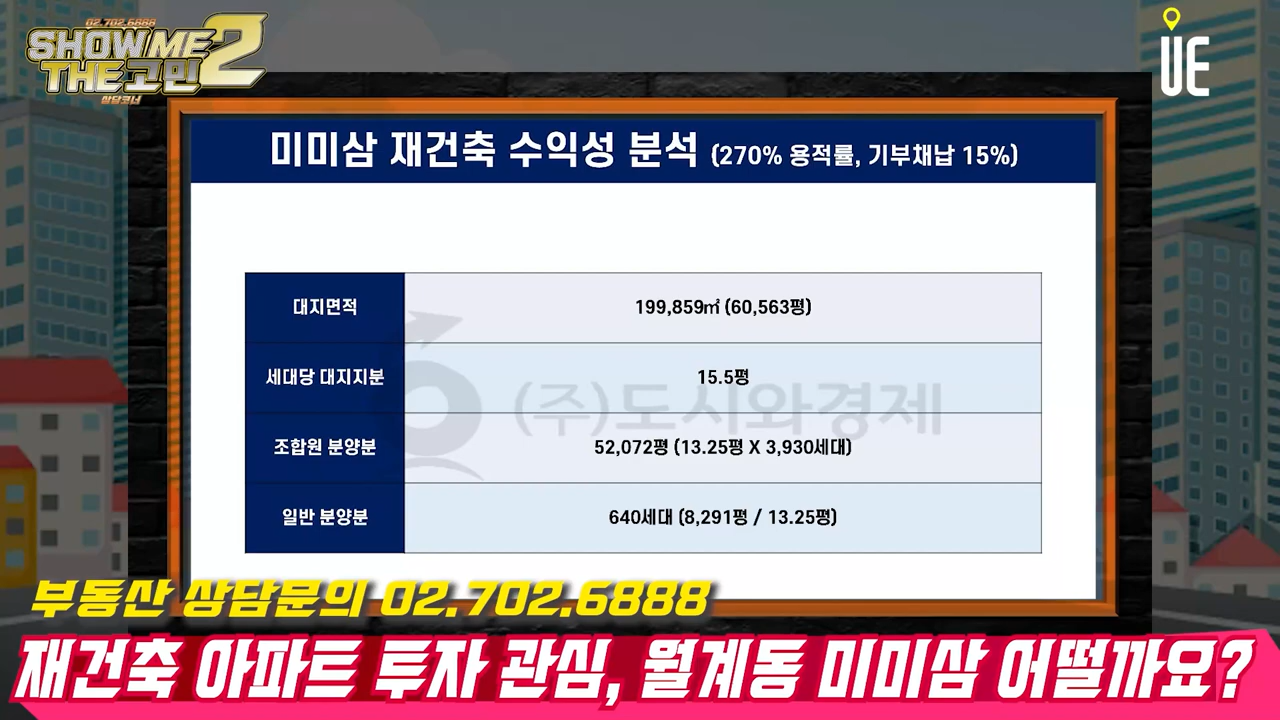 02.702.6888
SHOW ME
THE고민2
상담코너
UE
미미삼 재건축 수익성 분석 (270% 용적률, 기부채납 15%)
대지면적 199,859㎡ (60,563평)
세대당 대지지분 15.5평
(주)도시와경제
조합원 분양분 52,072평 (13.25평 X 3,930세대)
일반 분양분 640세대 (8,291평 / 13.25평)
부동산 상담문의 02.702.6888
재건축 아파트 투자 관심, 월계동 미미삼 어떨까요?